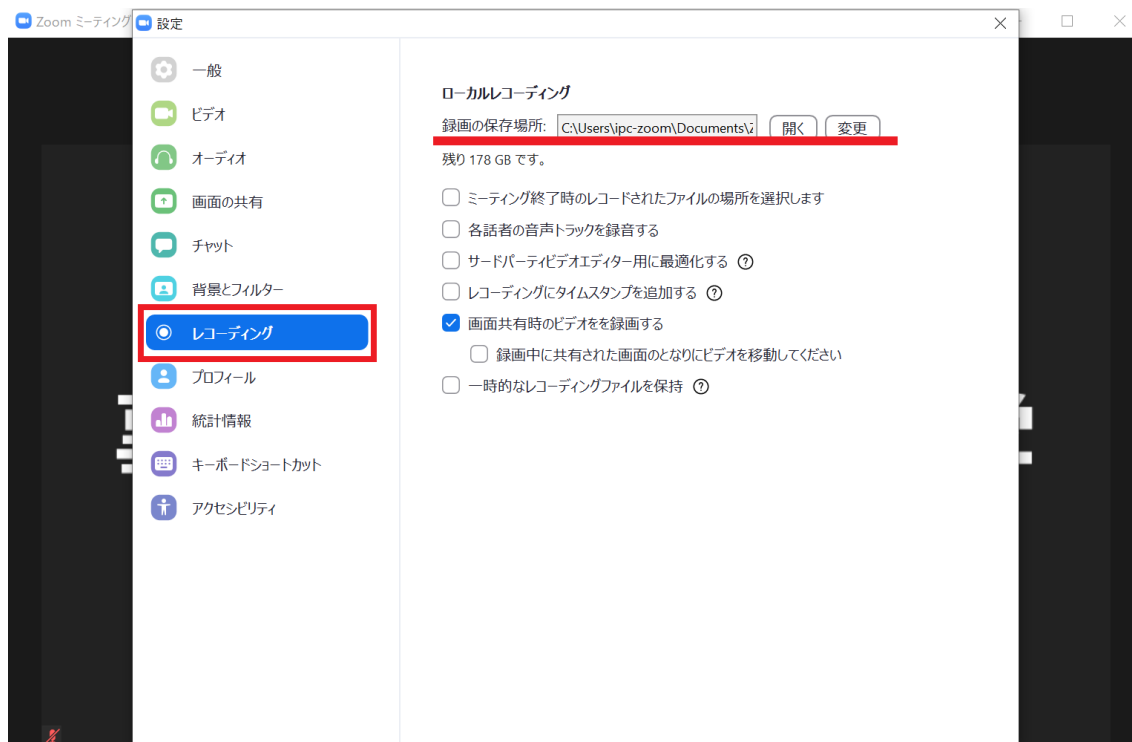 Zoom ミーティング
設定
一般
ビデオ
オーディオ
画面の共有
チャット
背景とフィルター
レコーディング
プロフィール
統計情報
キーボードショートカット
アクセシビリティ
ローカルレコーディング
録画の保存場所: C:\Users\ipc-zoom\Documents\Z 開く 変更
残り 178 GB です。
ミーティング終了時のレコードされたファイルの場所を選択します
各話者の音声トラックを録音する
サードパーティビデオエディター用に最適化する
レコーディングにタイムスタンプを追加する
画面共有時のビデオをを録画する
録画中に共有された画面のとなりにビデオを移動してください
一時的なレコーディングファイルを保持